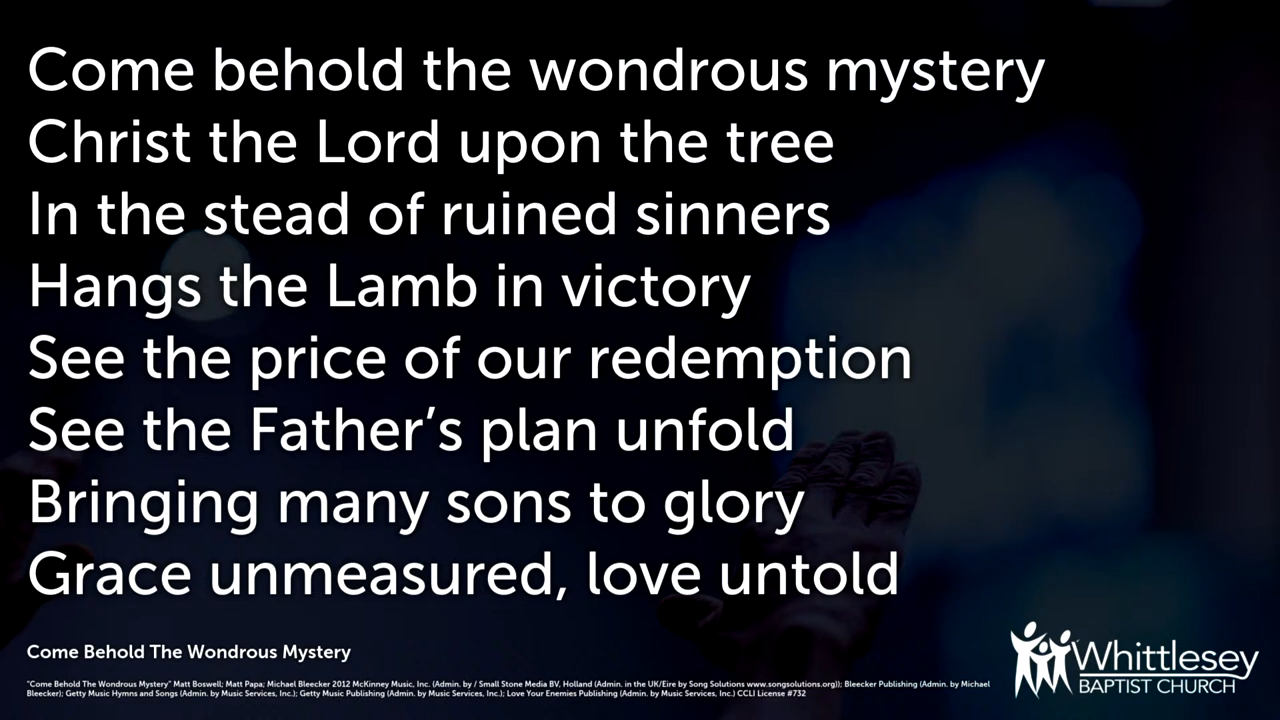 Come behold the wondrous mystery
Christ the Lord upon the tree
In the stead of ruined sinners
Hangs the Lamb in victory
See the price of our redemption
See the Father’s plan unfold
Bringing many sons to glory
Grace unmeasured, love untold
Come Behold The Wondrous Mystery
"Come Behold The Wondrous Mystery" Matt Boswell; Matt Papa; Michael Bleecker 2012 McKinney Music, Inc. (Admin. by / Small Stone Media BV, Holland (Admin. in the UK/Eire by Song Solutions www.songsolutions.org)); Bleecker Publishing (Admin. by Michael
Bleecker); Getty Music Hymns and Songs (Admin. by Music Services, Inc.); Getty Music Publishing (Admin. by Music Services, Inc.); Love Your Enemies Publishing (Admin. by Music Services, Inc.) CCLI License #732
Whittlesey
BAPTIST CHURCH